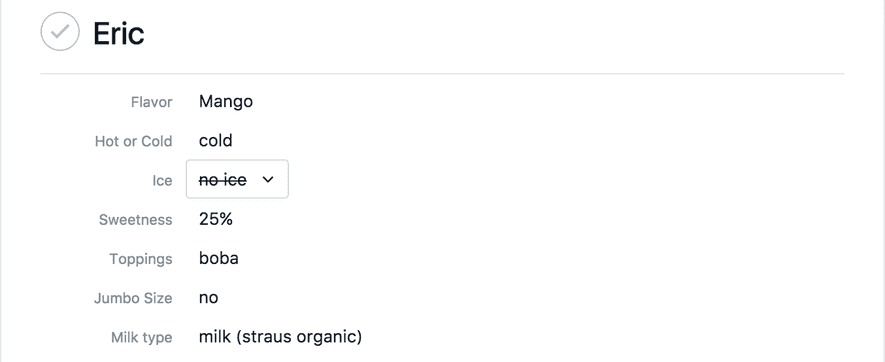 Eric
Flavor Mango
Hot or Cold cold
Ice no ice
Sweetness 25%
Toppings boba
Jumbo Size no
Milk type milk (straus organic)